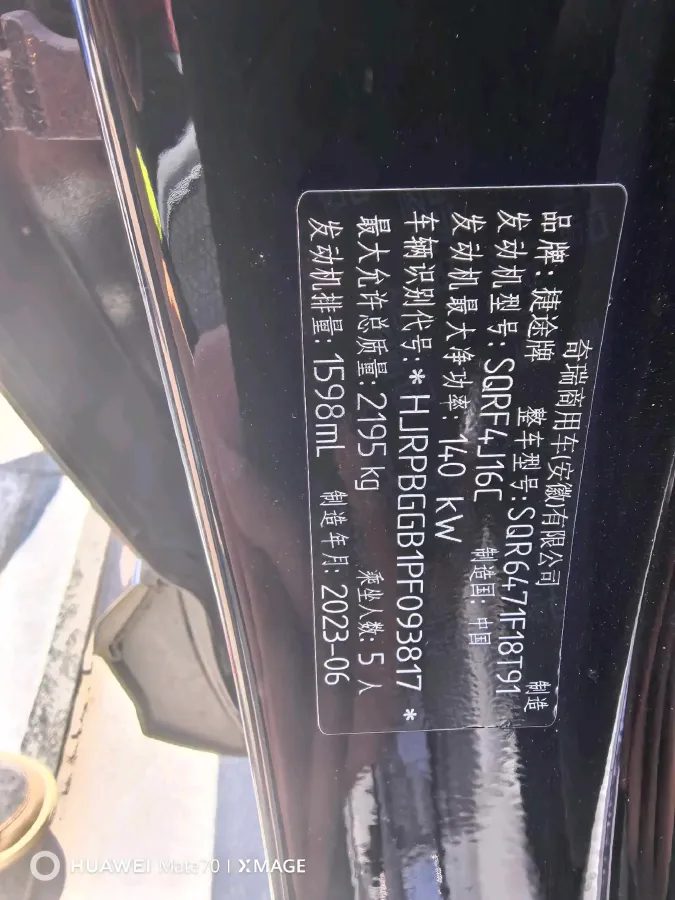 奇瑞商用车(安徽)有限公司 制造
品牌: 捷途牌 整车型号: SQR6471F18T91
发动机型号: SQRF4J16C 制造国: 中国
发动机最大净功率: 140 kW
车辆识别代号: *HJRPBGGB1PF093817*
最大允许总质量: 2195 kg 乘坐人数: 5 人
发动机排量: 1598mL 制造年月: 2023-06
HUAWEI Mate70 | XMAGE